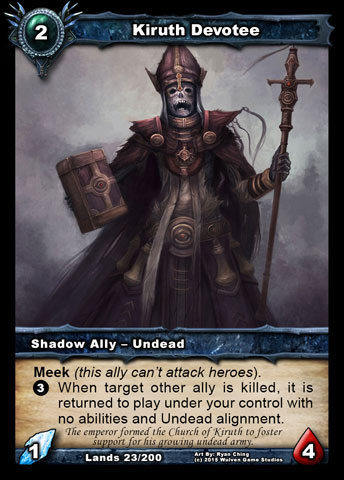 2
Kiruth Devotee
Shadow Ally – Undead
Meek (this ally can't attack heroes).
3 When target other ally is killed, it is
returned to play under your control with
no abilities and Undead alignment.
The emperor formed the Church of Kiruth to foster
support for his growing undead army.
1
Lands 23/200
Art By: Ryan Ching
(c) 2015 Wulven Game Studios
4